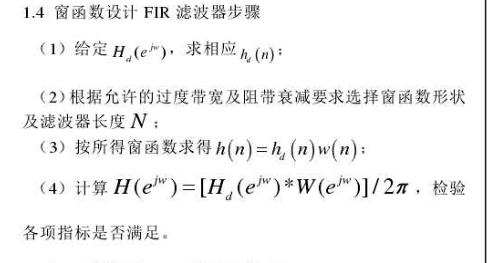 1.4 窗函数设计 FIR 滤波器步骤
（1）给定 H_d(e^{jw})，求相应 h_d(n)；
（2）根据允许的过度带宽及阻带衰减要求选择窗函数形状
及滤波器长度 N；
（3）按所得窗函数求得 h(n)=h_d(n)w(n)；
（4）计算 H(e^{jw})=[H_d(e^{jw})*W(e^{jw})]/2π，检验
各项指标是否满足。